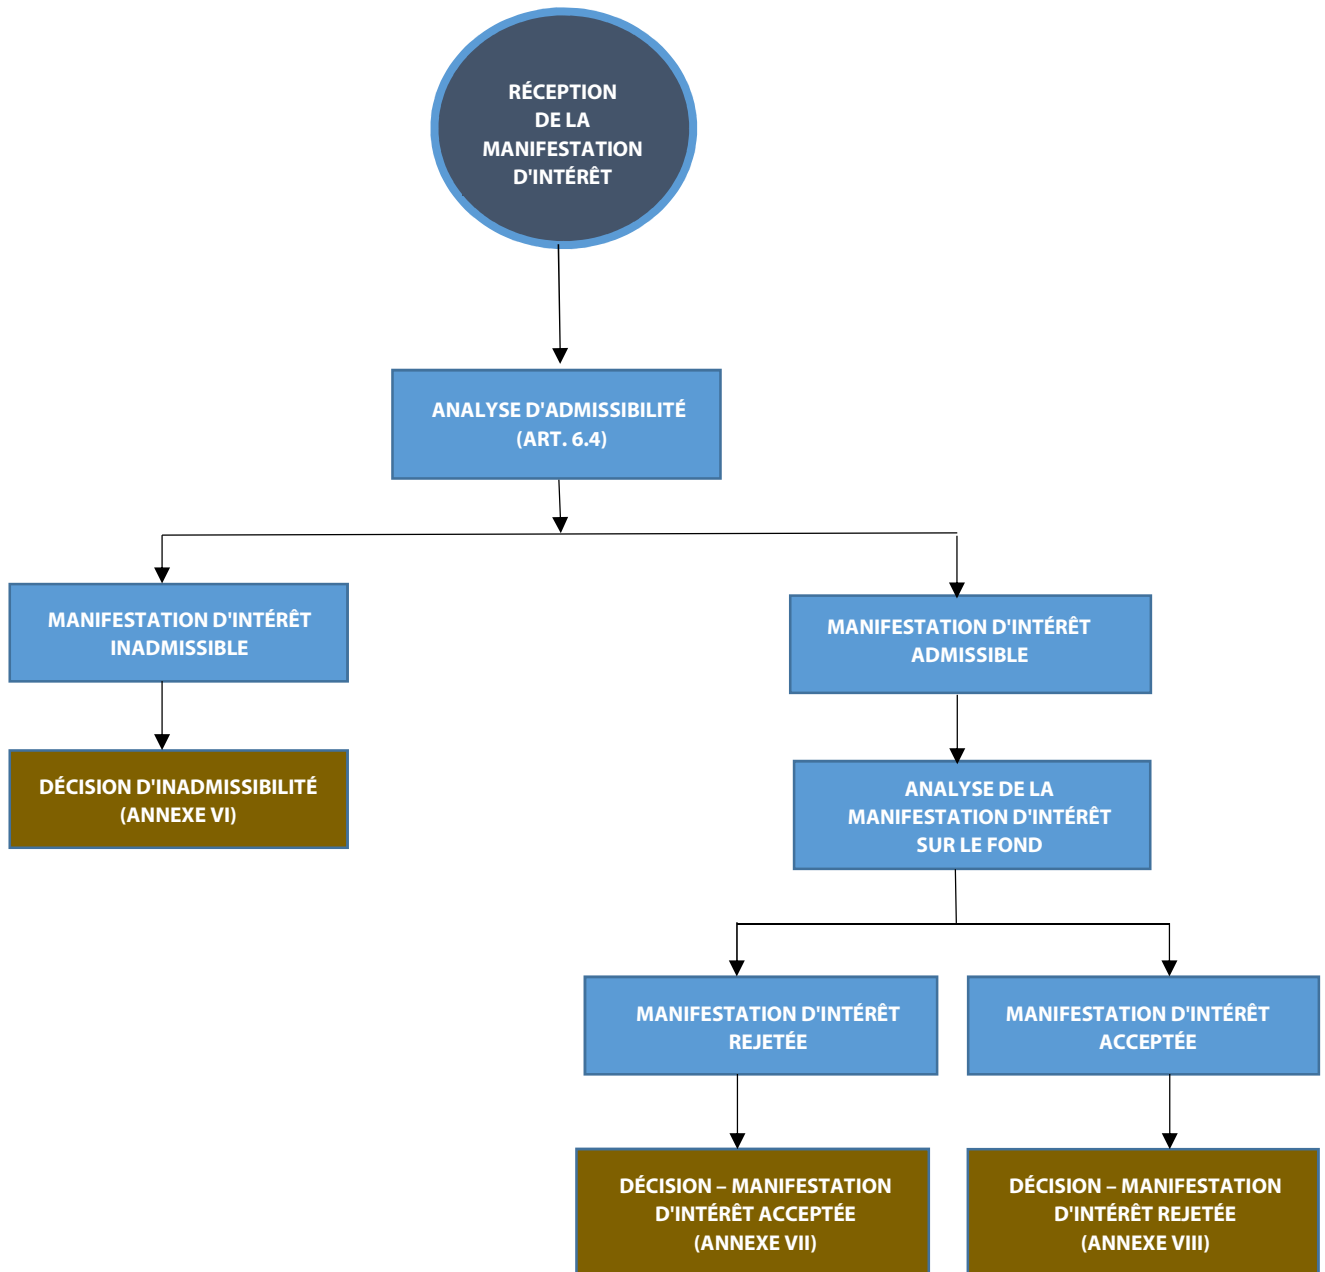 RÉCEPTION
DE LA
MANIFESTATION
D'INTÉRÊT
ANALYSE D'ADMISSIBILITÉ
(ART. 6.4)
MANIFESTATION D'INTÉRÊT
INADMISSIBLE
MANIFESTATION D'INTÉRÊT
ADMISSIBLE
DÉCISION D'INADMISSIBILITÉ
(ANNEXE VI)
ANALYSE DE LA
MANIFESTATION D'INTÉRÊT
SUR LE FOND
MANIFESTATION D'INTÉRÊT
REJETÉE
MANIFESTATION D'INTÉRÊT
ACCEPTÉE
DÉCISION – MANIFESTATION
D'INTÉRÊT ACCEPTÉE
(ANNEXE VII)
DÉCISION – MANIFESTATION
D'INTÉRÊT REJETÉE
(ANNEXE VIII)